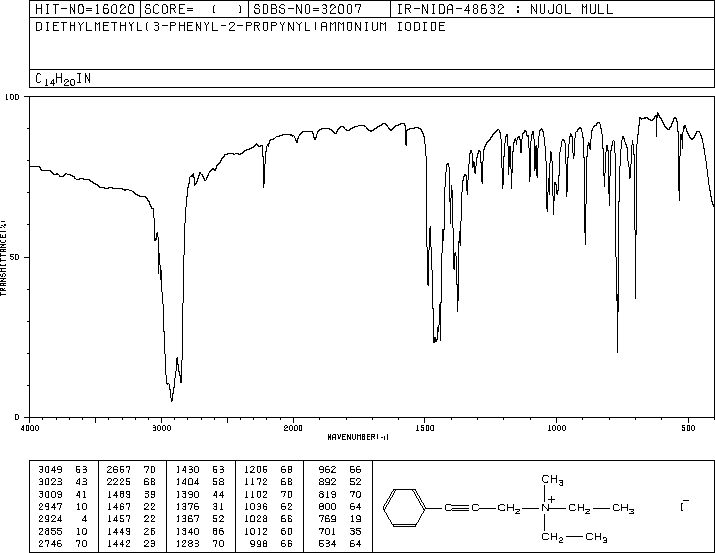 HIT-NO=16020 SCORE= ( ) SDBS-NO=32007 IR-NIDA-48632 : NUJOL MULL
DIETHYLMETHYL(3-PHENYL-2-PROPYNYL)AMMONIUM IODIDE
C14H20IN
100
50
0
TRANSMITTANCE(%)
4000 3000 2000 1500 1000 500
WAVENUMBER(-1)
3049 63 2667 70 1430 63 1206 68 962 66
3023 43 2225 68 1404 58 1172 68 892 52
3009 41 1489 39 1390 44 1102 70 819 70
2947 10 1467 22 1376 31 1036 62 800 64
2924 4 1457 22 1367 52 1028 66 769 19
2855 10 1449 26 1340 86 1012 60 701 35
2746 70 1442 23 1283 70 998 66 534 64
CH3
C≡C CH2 N+ CH2 CH3 I-
CH2 CH3